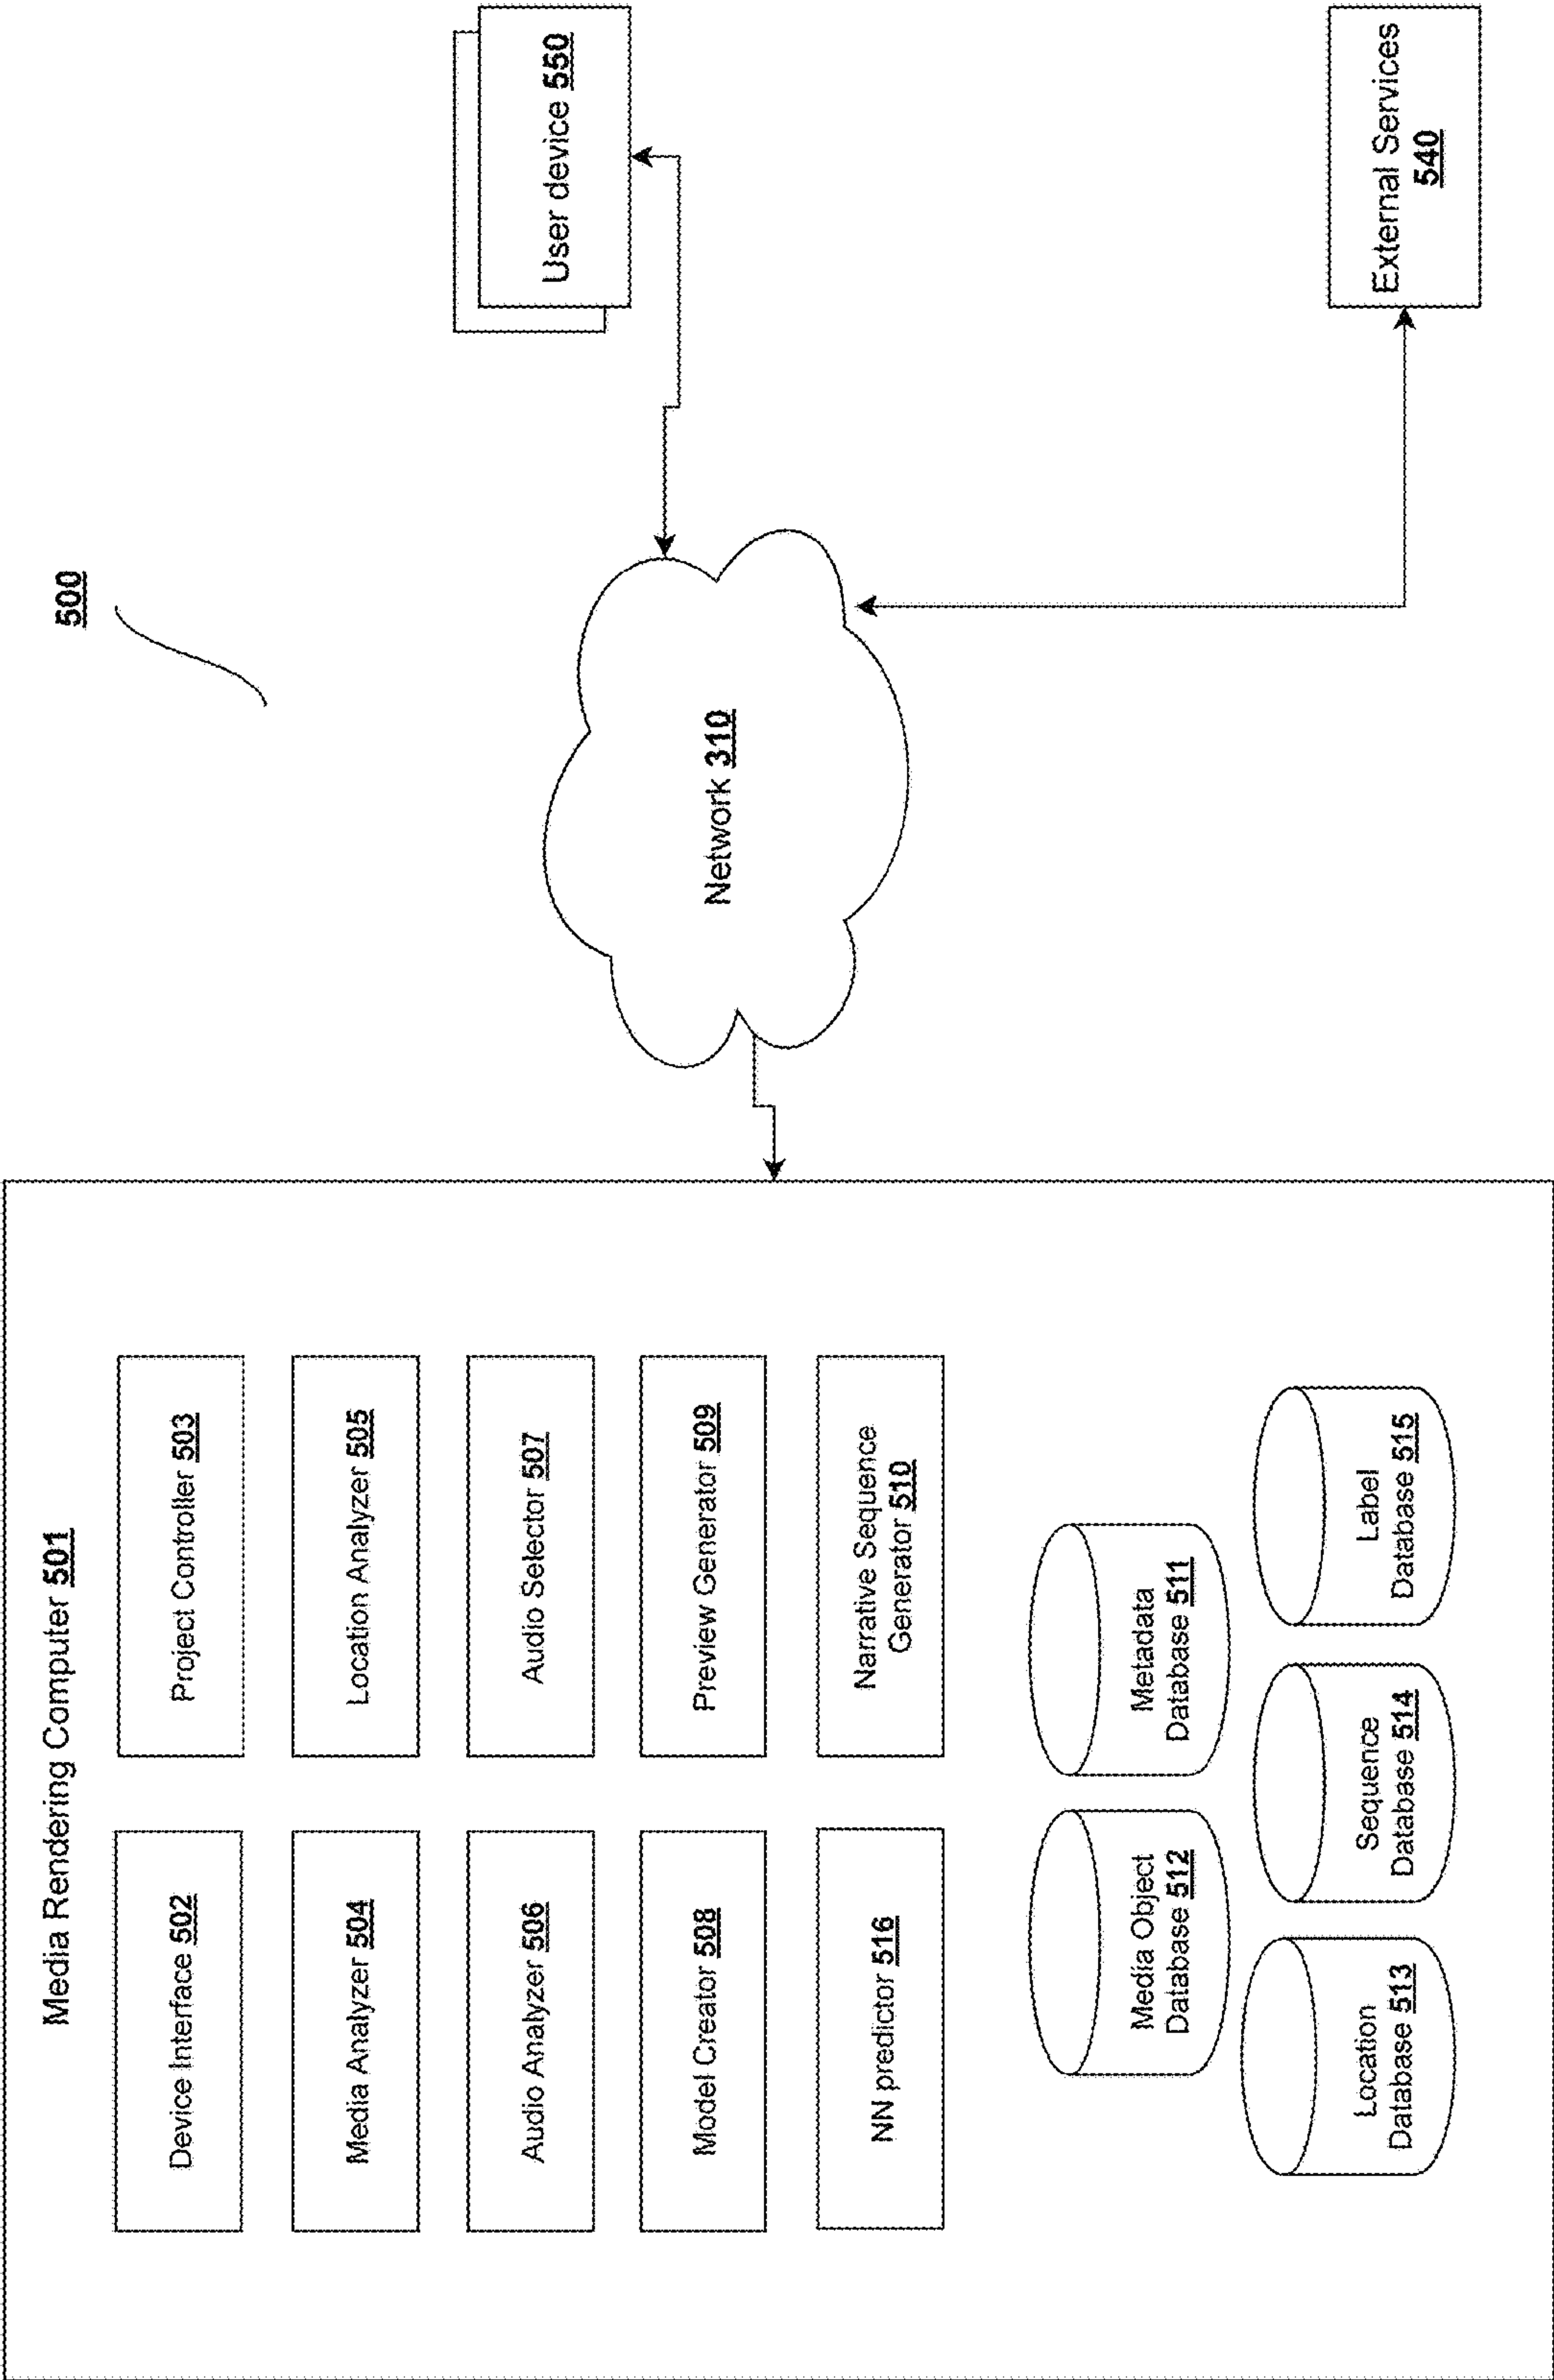 500
Media Rendering Computer 501
Device Interface 502
Project Controller 503
Media Analyzer 504
Location Analyzer 505
Audio Analyzer 506
Audio Selector 507
Model Creator 508
Preview Generator 509
NN predictor 516
Narrative Sequence
Generator 510
Media Object
Database 512
Metadata
Database 511
Location
Database 513
Sequence
Database 514
Label
Database 515
Network 310
User device 550
External Services
540